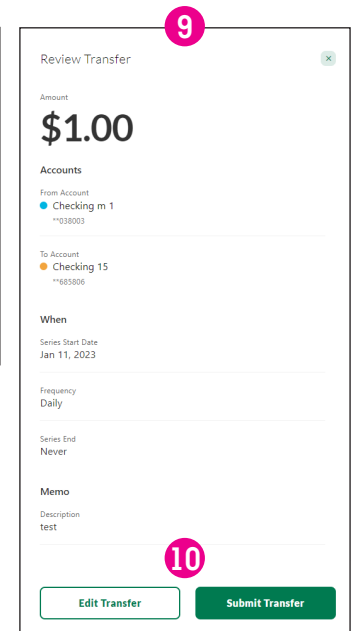 9
Review Transfer
×
Amount
$1.00
Accounts
From Account
Checking m 1
**038003
To Account
Checking 15
**685806
When
Series Start Date
Jan 11, 2023
Frequency
Daily
Series End
Never
Memo
Description
test
10
Edit Transfer
Submit Transfer